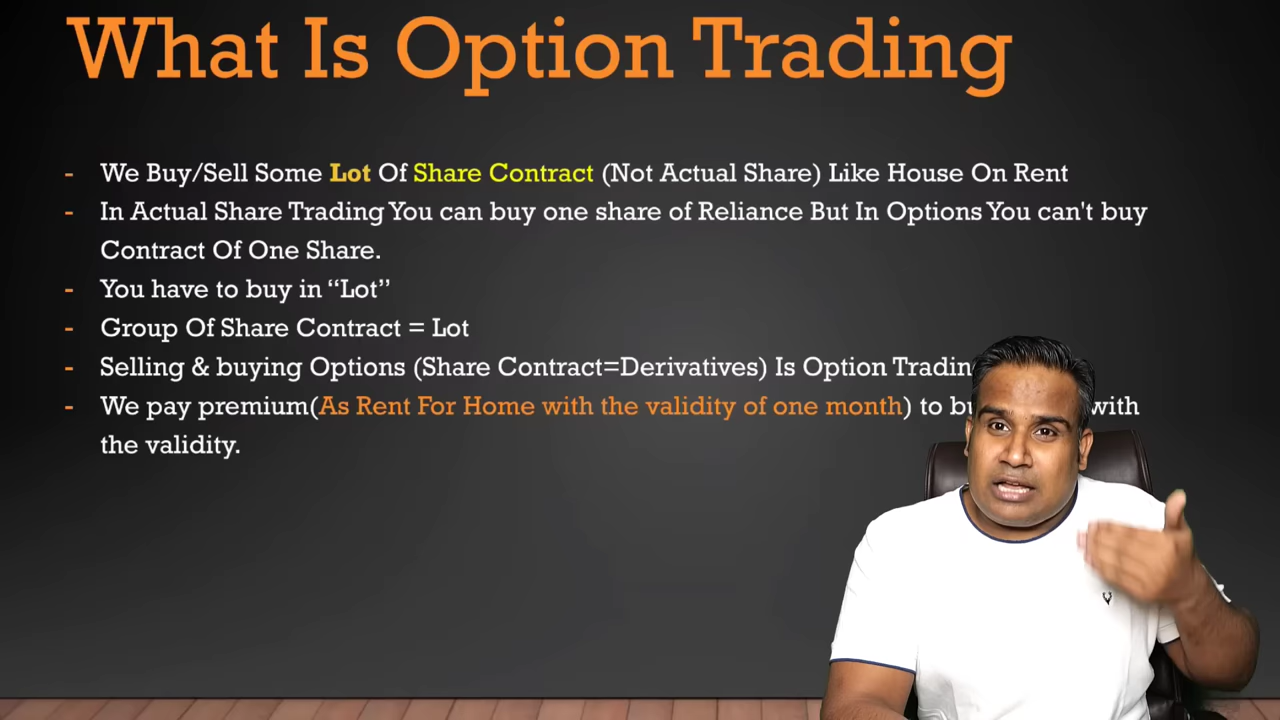 What Is Option Trading
- We Buy/Sell Some Lot Of Share Contract (Not Actual Share) Like House On Rent
- In Actual Share Trading You can buy one share of Reliance But In Options You can't buy
Contract Of One Share.
- You have to buy in “Lot”
- Group Of Share Contract = Lot
- Selling & buying Options (Share Contract=Derivatives) Is Option
- We pay premium(As Rent For Home with the validity of one month) to with
the validity.